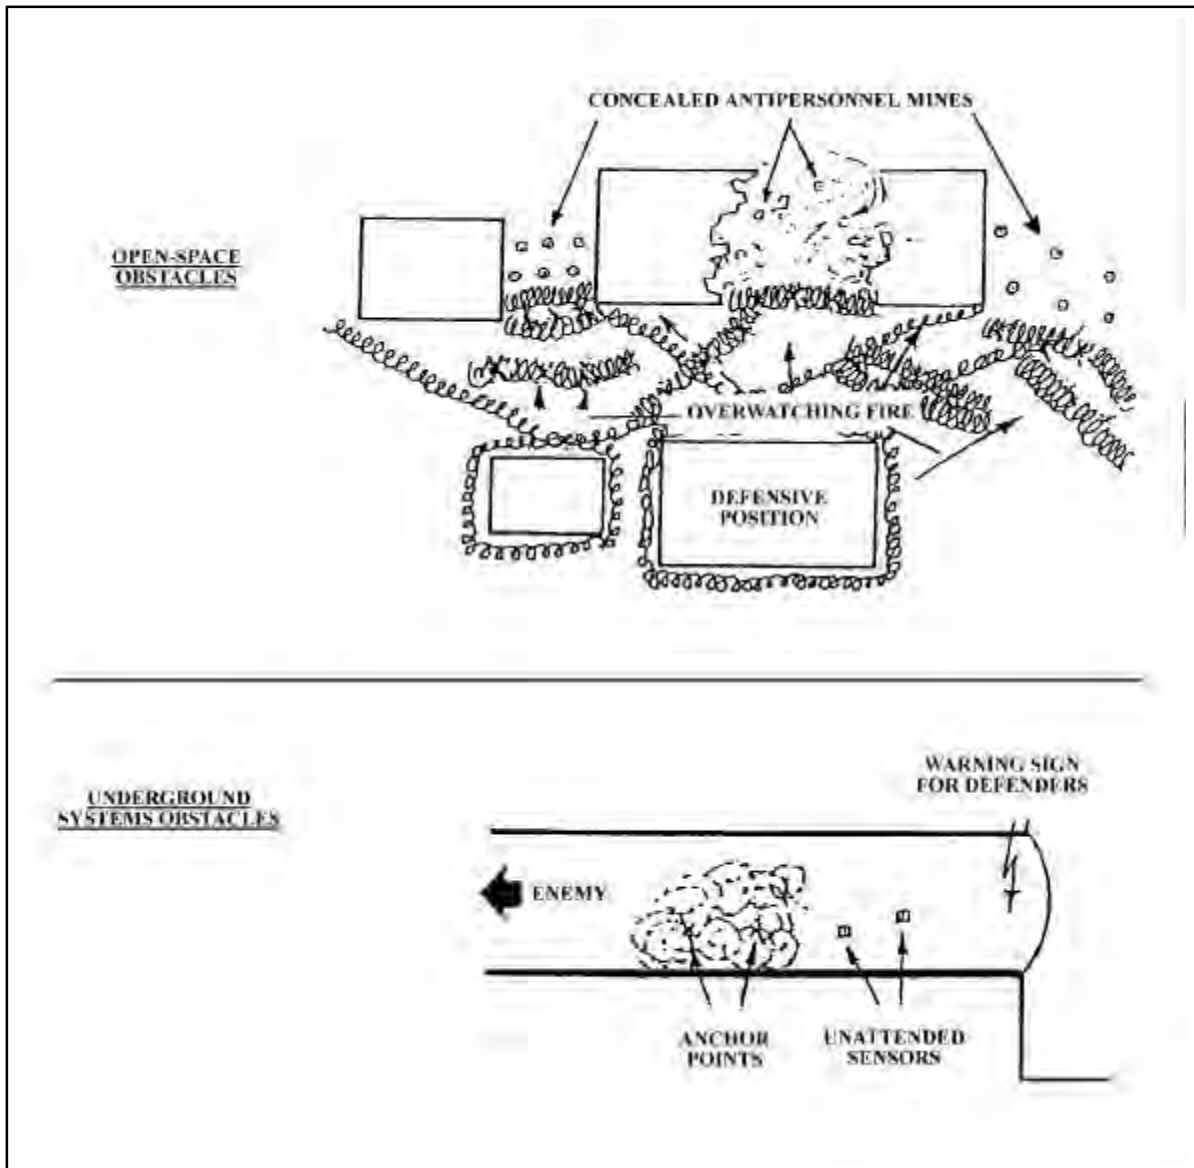 CONCEALED ANTIPERSONNEL MINES
OPEN-SPACE
OBSTACLES
OVERWATCHING FIRE
DEFENSIVE
POSITION
WARNING SIGN
FOR DEFENDERS
UNDERGROUND
SYSTEMS OBSTACLES
ENEMY
ANCHOR
POINTS
UNATTENDED
SENSORS